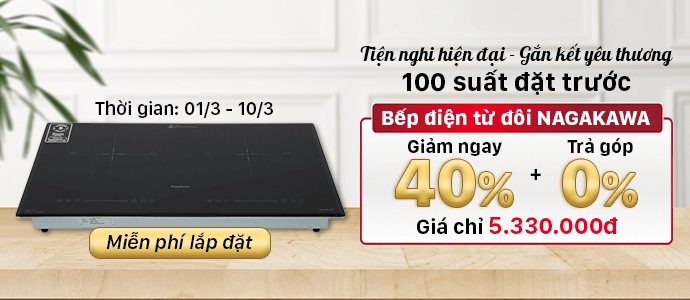 Tiện nghi hiện đại - Gắn kết yêu thương
100 suất đặt trước
Thời gian: 01/3 - 10/3
Bếp điện từ đôi NAGAKAWA
Giảm ngay
Trả góp
40% + 0%
Giá chỉ 5.330.000đ
Miễn phí lắp đặt